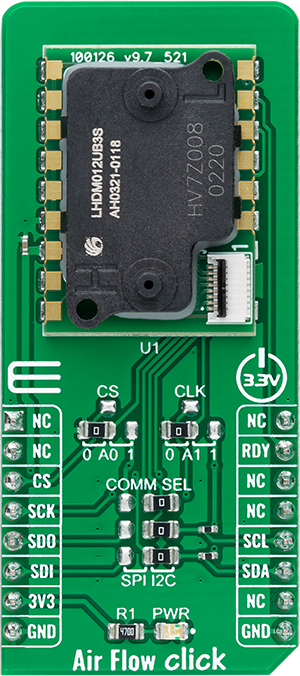 100126 v9.7 521
L
LHDM012UB3S
AH0321-0118
HV7Z008
0220
H
1
U1
3.3V
CS CLK
0 A0 1 0 A1 1
COMM SEL
SPI I2C
NC NC
NC RDY
CS NC
SCK NC
SDO SCL
SDI SDA
3V3 NC
GND GND
R1 PWR
4700
Air Flow click